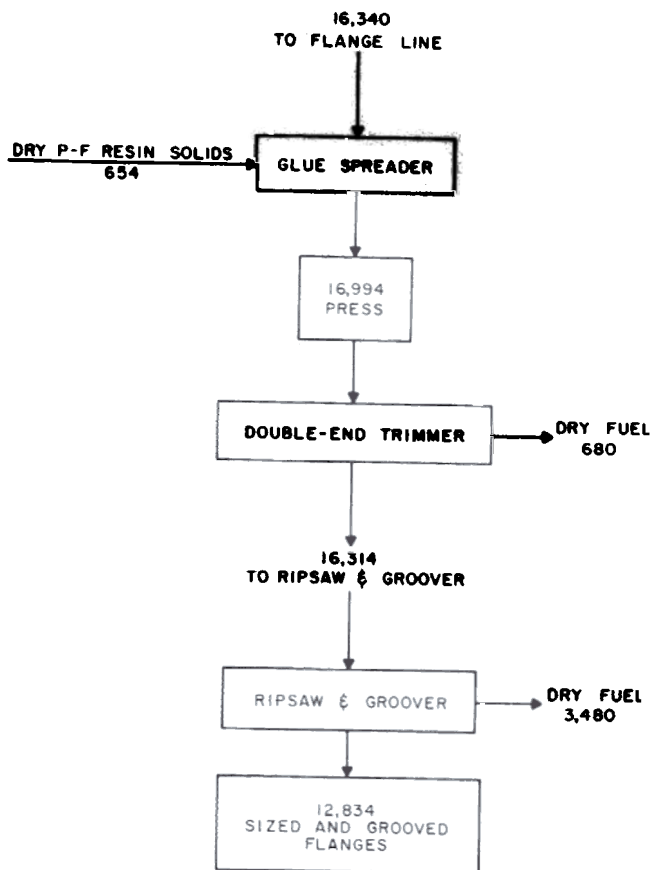 16,340
TO FLANGE LINE
DRY P-F RESIN SOLIDS
654
GLUE SPREADER
16,994
PRESS
DOUBLE-END TRIMMER
DRY FUEL
680
16,314
TO RIPSAW & GROOVER
RIPSAW & GROOVER
DRY FUEL
3,480
12,834
SIZED AND GROOVED
FLANGES